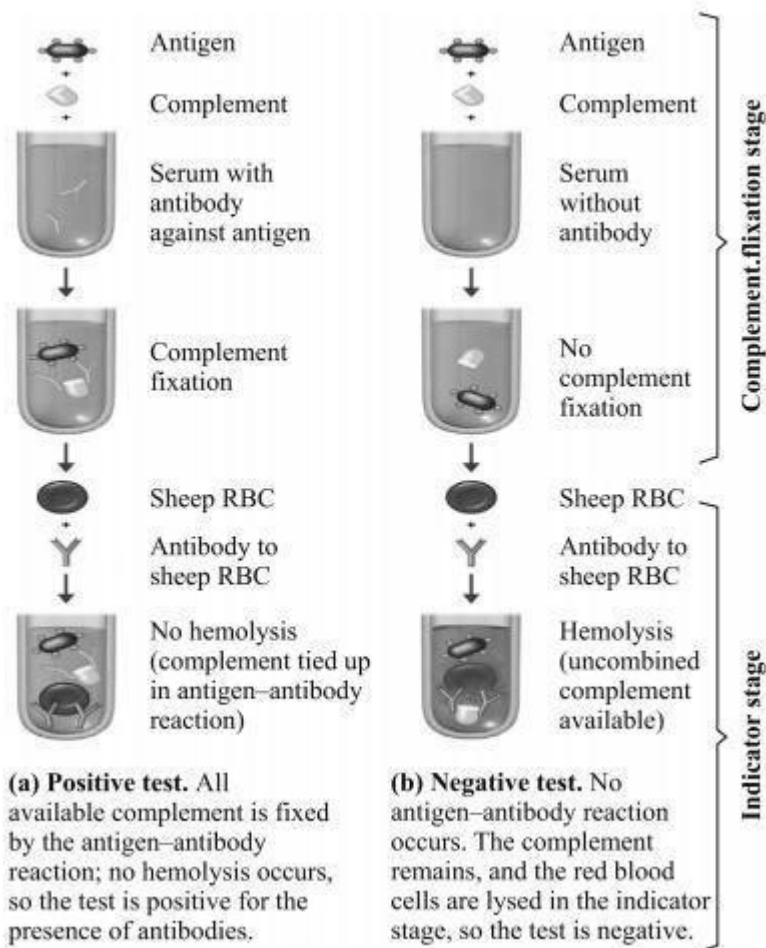 Antigen
+
Complement
+
Serum with
antibody
against antigen
Complement
fixation
Sheep RBC
+
Antibody to
sheep RBC
No hemolysis
(complement tied up
in antigen–antibody
reaction)
(a) Positive test. All
available complement is fixed
by the antigen–antibody
reaction; no hemolysis occurs,
so the test is positive for the
presence of antibodies.
Antigen
+
Complement
+
Serum
without
antibody
No
complement
fixation
Sheep RBC
+
Antibody to
sheep RBC
Hemolysis
(uncombined
complement
available)
(b) Negative test. No
antigen–antibody reaction
occurs. The complement
remains, and the red blood
cells are lysed in the indicator
stage, so the test is negative.
Complement.flixation stage
Indicator stage